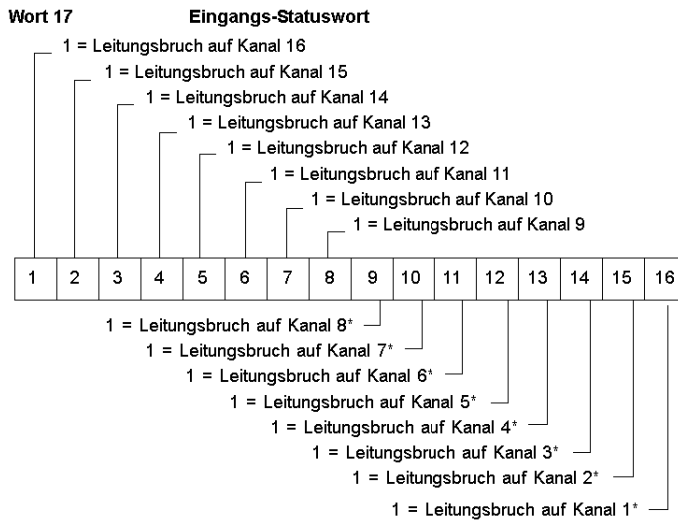 Wort 17 Eingangs-Statuswort
1 = Leitungsbruch auf Kanal 16
1 = Leitungsbruch auf Kanal 15
1 = Leitungsbruch auf Kanal 14
1 = Leitungsbruch auf Kanal 13
1 = Leitungsbruch auf Kanal 12
1 = Leitungsbruch auf Kanal 11
1 = Leitungsbruch auf Kanal 10
1 = Leitungsbruch auf Kanal 9
1 2 3 4 5 6 7 8 9 10 11 12 13 14 15 16
1 = Leitungsbruch auf Kanal 8*
1 = Leitungsbruch auf Kanal 7*
1 = Leitungsbruch auf Kanal 6*
1 = Leitungsbruch auf Kanal 5*
1 = Leitungsbruch auf Kanal 4*
1 = Leitungsbruch auf Kanal 3*
1 = Leitungsbruch auf Kanal 2*
1 = Leitungsbruch auf Kanal 1*